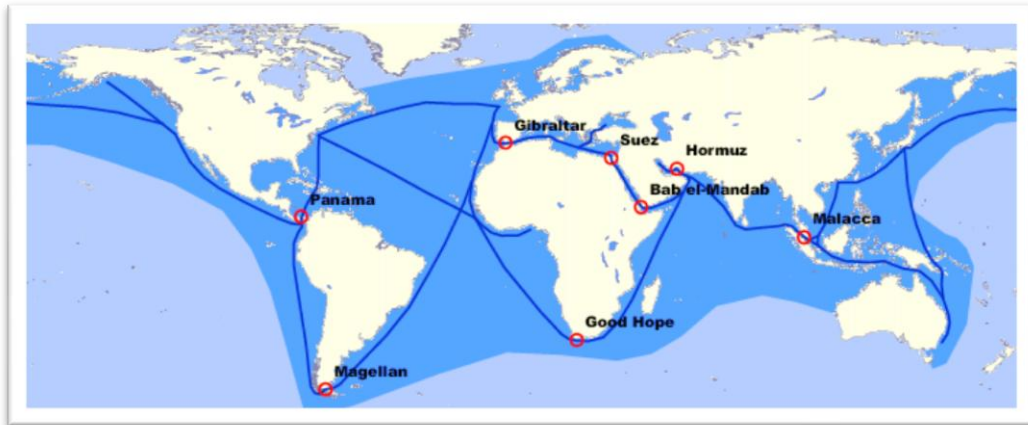 Gibraltar
Suez
Hormuz
Bab el-Mandab
Panama
Malacca
Good Hope
Magellan